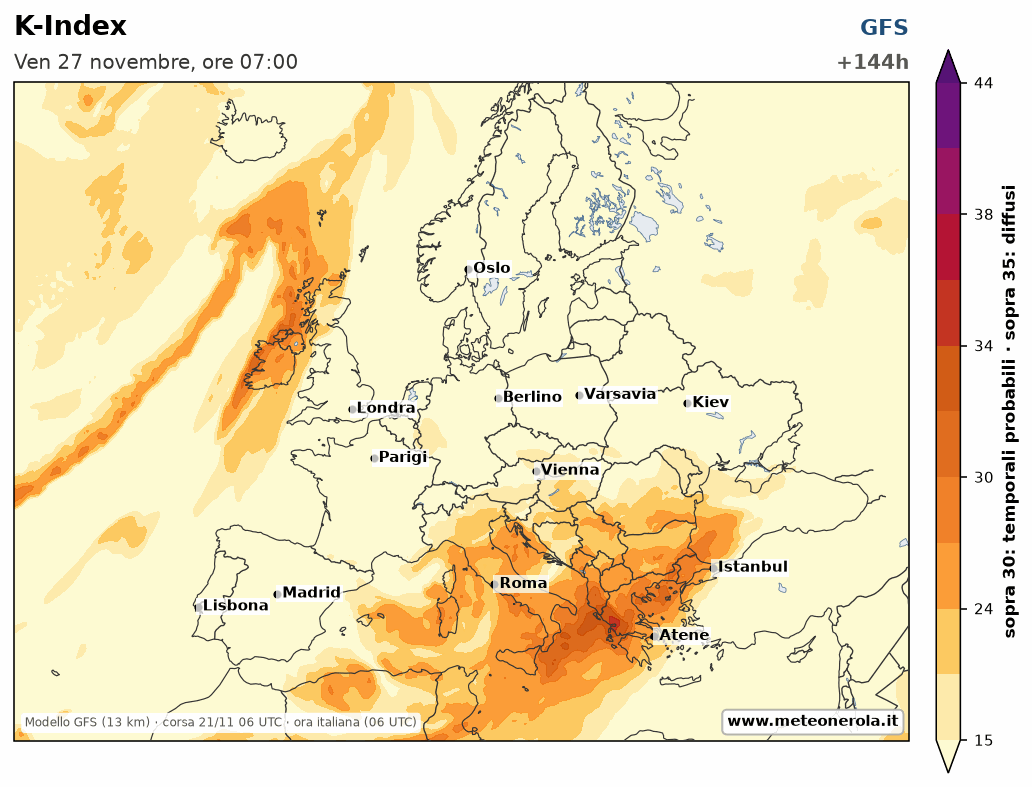 K-Index
GFS
Ven 27 novembre, ore 07:00
+144h
Oslo
Londra
Berlino
Varsavia
Kiev
Parigi
Vienna
Istanbul
Roma
Madrid
Lisbona
Atene
Modello GFS (13 km) · corsa 21/11 06 UTC · ora italiana (06 UTC)
www.meteonerola.it
44
38
34
30
24
15
sopra 30: temporali probabili · sopra 35: diffusi